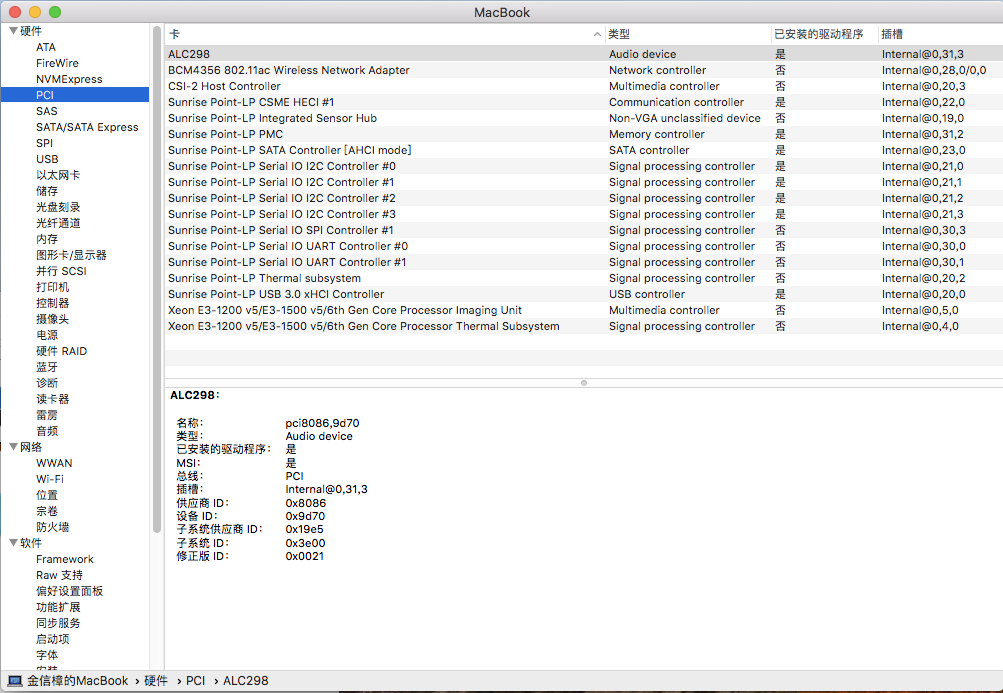 MacBook
硬件
ATA
FireWire
NVMExpress
PCI
SAS
SATA/SATA Express
SPI
USB
以太网卡
储存
光盘刻录
光纤通道
内存
图形卡/显示器
并行 SCSI
打印机
控制器
摄像头
电源
硬件 RAID
蓝牙
诊断
读卡器
雷雳
音频
网络
WWAN
Wi-Fi
位置
宗卷
防火墙
软件
Framework
Raw 支持
偏好设置面板
功能扩展
同步服务
启动项
字体
卡 类型 已安装的驱动程序 插槽
ALC298 Audio device 是 Internal@0,31,3
BCM4356 802.11ac Wireless Network Adapter Network controller 否 Internal@0,28,0/0,0
CSI-2 Host Controller Multimedia controller 否 Internal@0,20,3
Sunrise Point-LP CSME HECI #1 Communication controller 是 Internal@0,22,0
Sunrise Point-LP Integrated Sensor Hub Non-VGA unclassified device 否 Internal@0,19,0
Sunrise Point-LP PMC Memory controller 是 Internal@0,31,2
Sunrise Point-LP SATA Controller [AHCI mode] SATA controller 是 Internal@0,23,0
Sunrise Point-LP Serial IO I2C Controller #0 Signal processing controller 是 Internal@0,21,0
Sunrise Point-LP Serial IO I2C Controller #1 Signal processing controller 是 Internal@0,21,1
Sunrise Point-LP Serial IO I2C Controller #2 Signal processing controller 是 Internal@0,21,2
Sunrise Point-LP Serial IO I2C Controller #3 Signal processing controller 是 Internal@0,21,3
Sunrise Point-LP Serial IO SPI Controller #1 Signal processing controller 否 Internal@0,30,3
Sunrise Point-LP Serial IO UART Controller #0 Signal processing controller 否 Internal@0,30,0
Sunrise Point-LP Serial IO UART Controller #1 Signal processing controller 否 Internal@0,30,1
Sunrise Point-LP Thermal subsystem Signal processing controller 否 Internal@0,20,2
Sunrise Point-LP USB 3.0 xHCI Controller USB controller 是 Internal@0,20,0
Xeon E3-1200 v5/E3-1500 v5/6th Gen Core Processor Imaging Unit Multimedia controller 否 Internal@0,5,0
Xeon E3-1200 v5/E3-1500 v5/6th Gen Core Processor Thermal Subsystem Signal processing controller 否 Internal@0,4,0
ALC298：
名称： pci8086,9d70
类型： Audio device
已安装的驱动程序： 是
MSI： 是
总线： PCI
插槽： Internal@0,31,3
供应商 ID： 0x8086
设备 ID： 0x9d70
子系统供应商 ID： 0x19e5
子系统 ID： 0x3e00
修正版 ID： 0x0021
金信樟的MacBook › 硬件 › PCI › ALC298